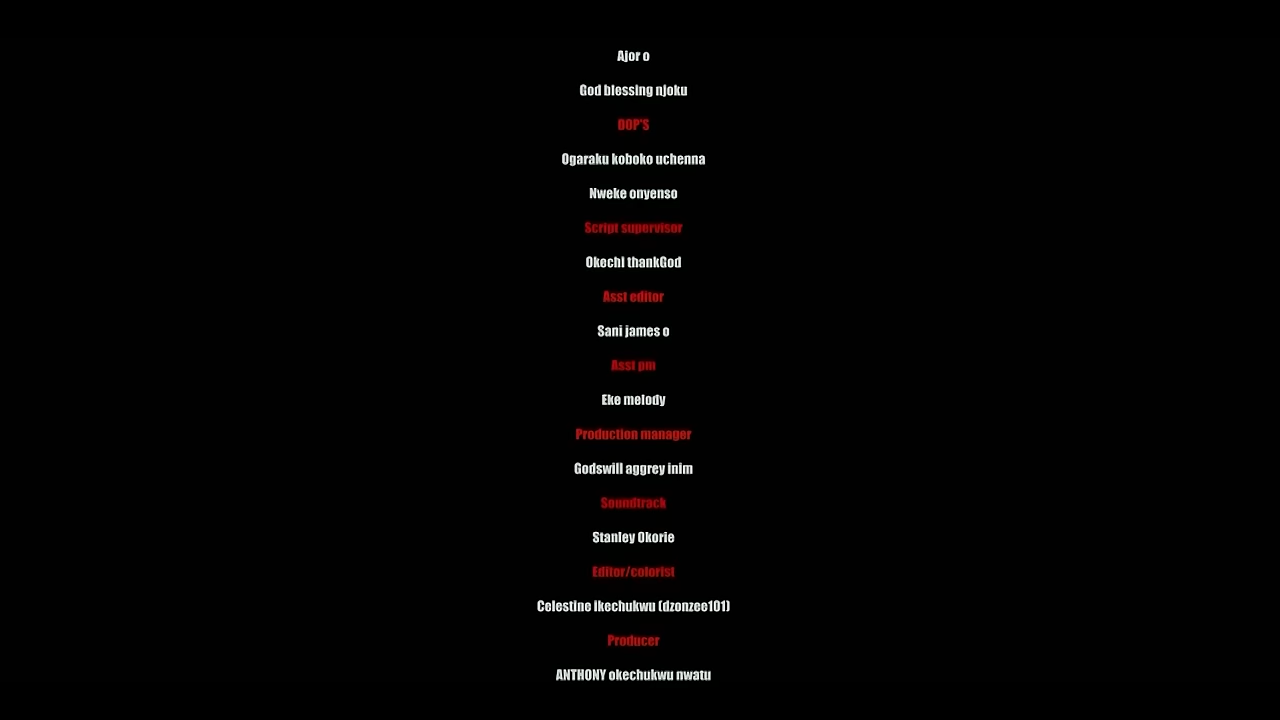 Ajor o
God blessing njoku
DOP'S
Ogaraku koboko uchenna
Nweke onyenso
Script supervisor
Okechi thankGod
Asst editor
Sani james o
Asst pm
Eke melody
Production manager
Godswill aggrey inim
Soundtrack
Stanley Okorie
Editor/colorist
Celestine ikechukwu (dzonzee101)
Producer
ANTHONY okechukwu nwatu